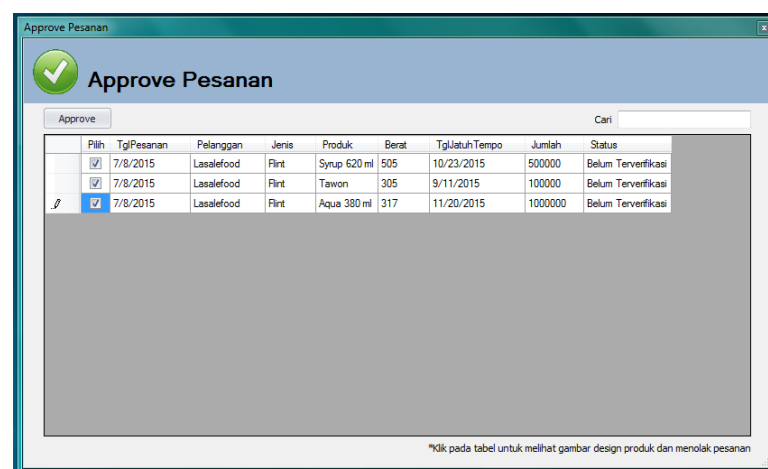 Approve Pesanan
Approve Pesanan
Approve Cari
Pilih TglPesanan Pelanggan Jenis Produk Berat TglJatuhTempo Jumlah Status
7/8/2015 Lasalefood Flint Syrup 620 ml 505 10/23/2015 500000 Belum Terverifikasi
7/8/2015 Lasalefood Flint Tawon 305 9/11/2015 100000 Belum Terverifikasi
7/8/2015 Lasalefood Flint Aqua 380 ml 317 11/20/2015 1000000 Belum Terverifikasi
*Klik pada tabel untuk melihat gambar design produk dan menolak pesanan